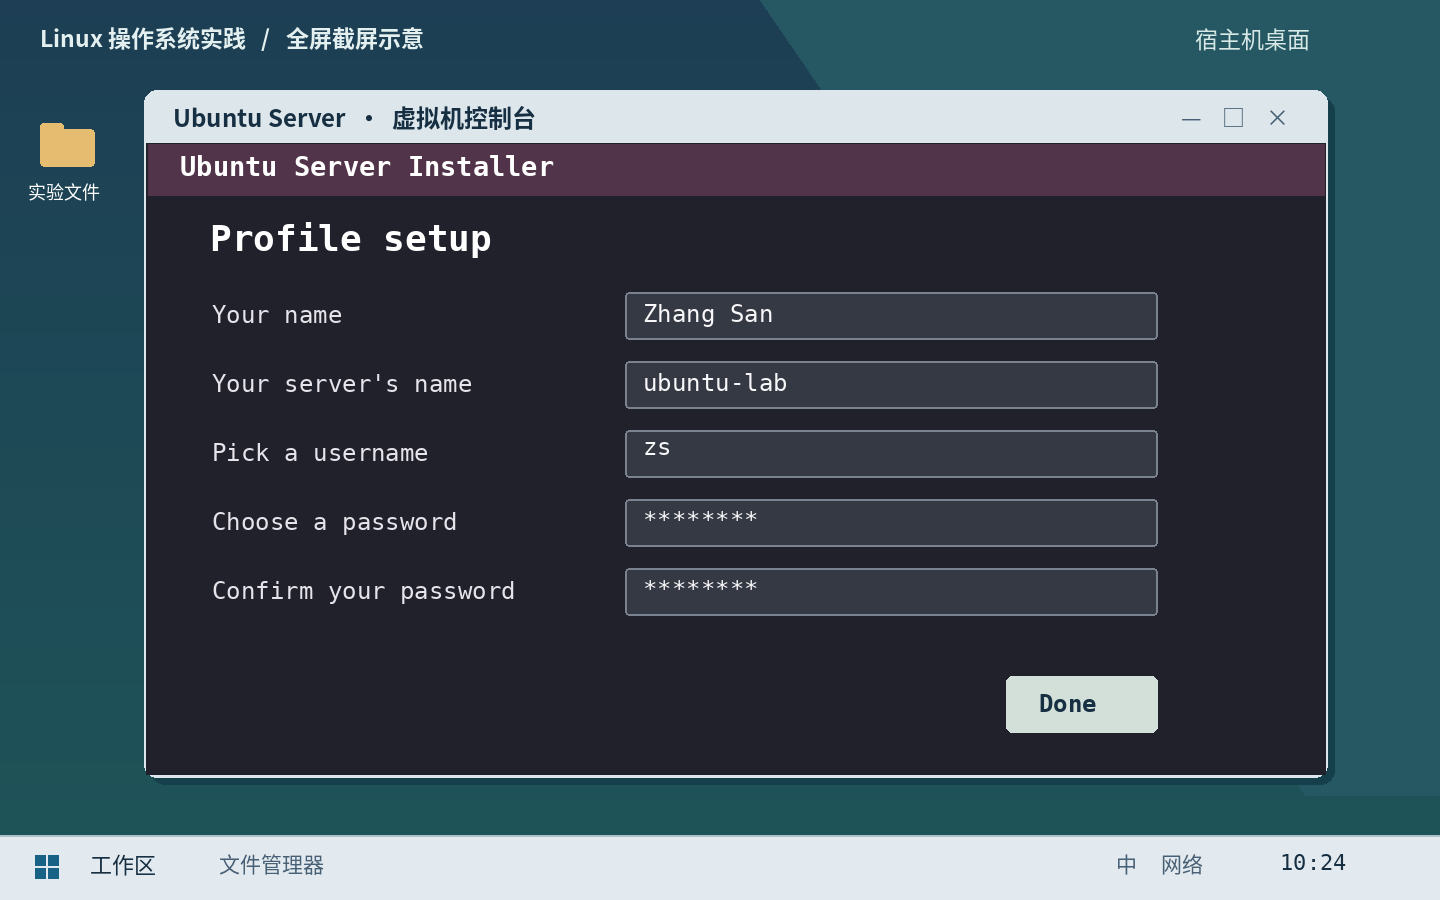 Linux 操作系统实践 / 全屏截屏示意
宿主机桌面
实验文件
Ubuntu Server • 虚拟机控制台
Ubuntu Server Installer
Profile setup
Your name Zhang San
Your server's name ubuntu-lab
Pick a username zs
Choose a password ********
Confirm your password ********
Done
工作区 文件管理器 中 网络 10:24